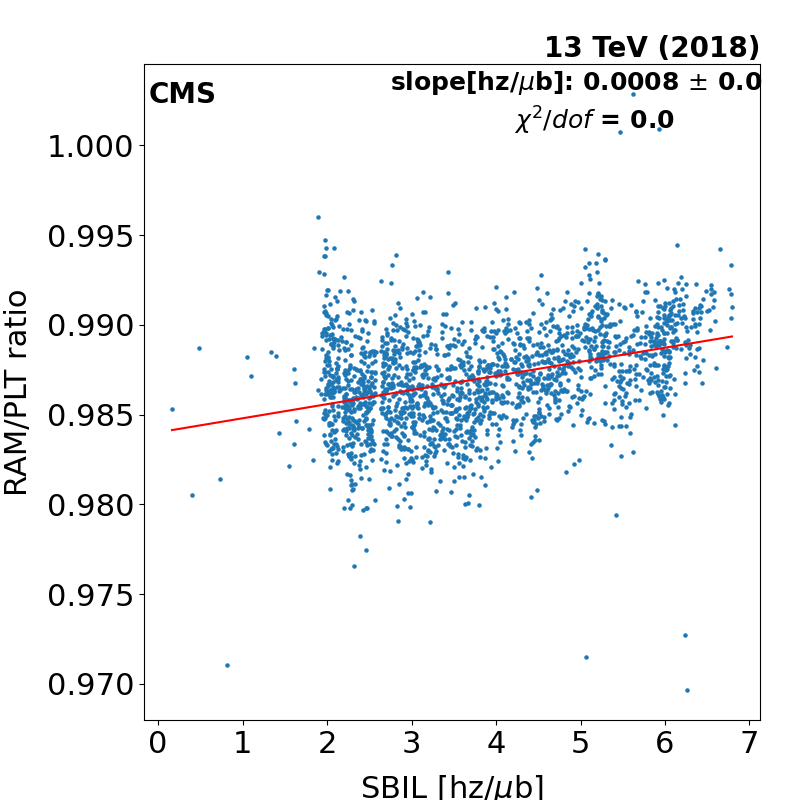 13 TeV (2018)
CMS
slope[hz/μb]: 0.0008 ± 0.0
χ²/dof = 0.0
1.000
0.995
0.990
0.985
0.980
0.975
0.970
RAM/PLT ratio
0 1 2 3 4 5 6 7
SBIL [hz/μb]